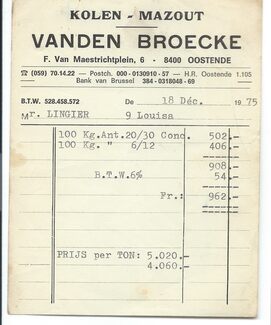 KOLEN - MAZOUT
VANDEN BROECKE
F. Van Maestrichtplein, 6 - 8400 OOSTENDE
☎ (059) 70.14.22 — Postch. 000-0130910-57 — H.R. Oostende 1.105
Bank van Brussel 384-0318048-69
B.T.W. 528.458.572 De 18 Déc. 1975
Mr. LINGIER 9 Louisa
100 Kg.Ant.20/30 Conc. 502.-
100 Kg. " 6/12 406.-
908.-
B.T.W.6% 54.-
Fr.: 962.-
PRIJS per TON: 5.020.-
4.060.-